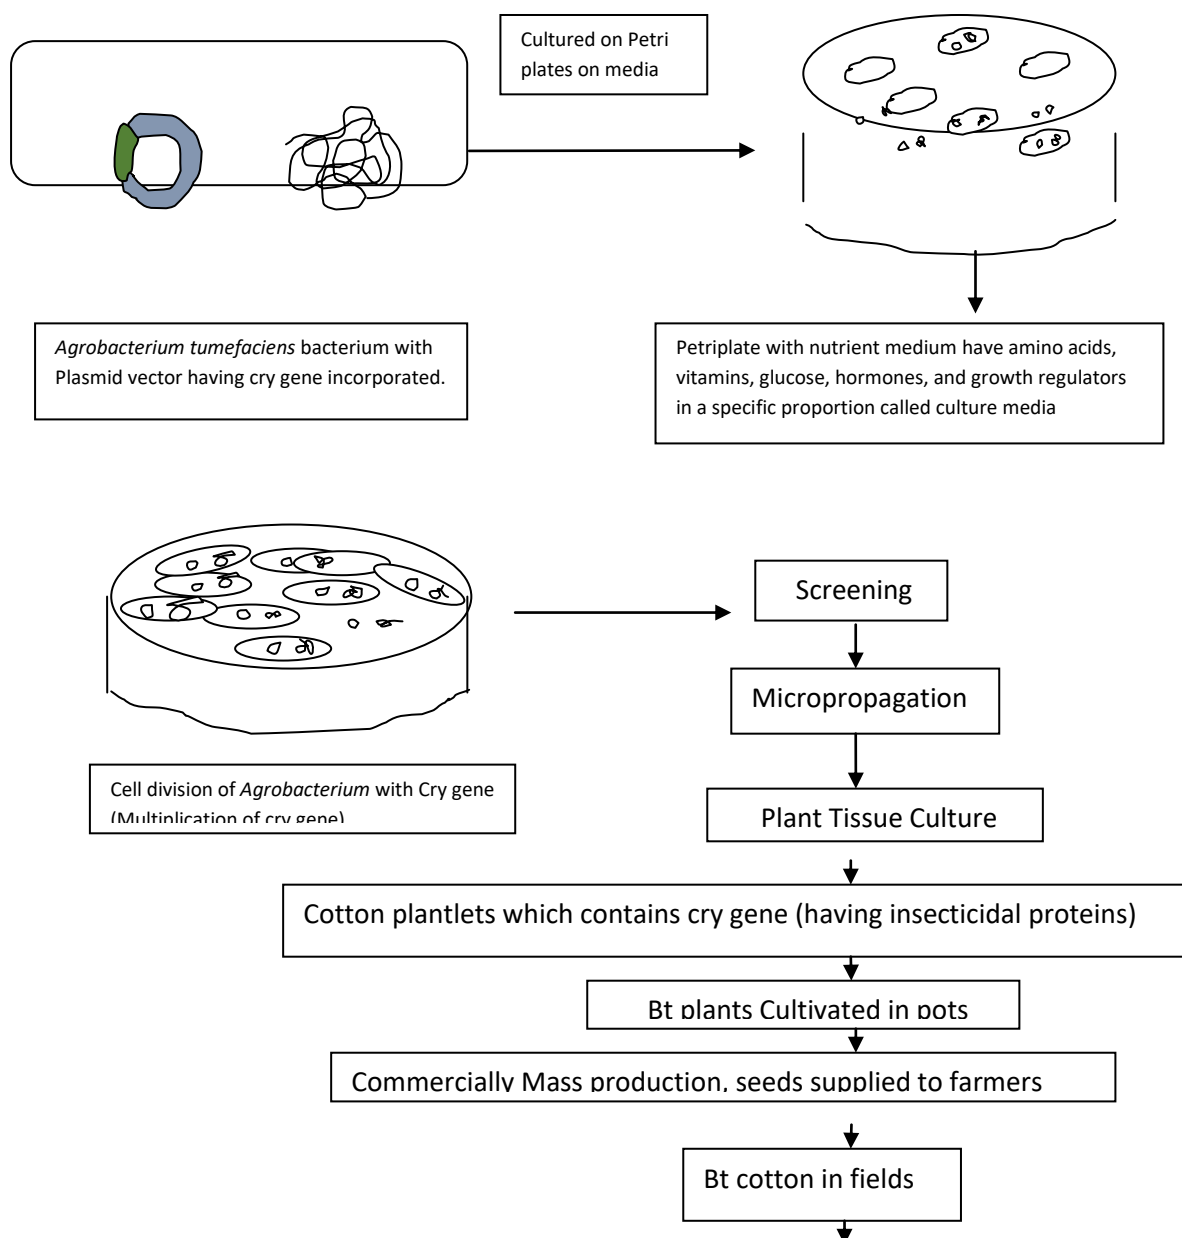 Cultured on Petri
plates on media
Agrobacterium tumefaciens bacterium with
Plasmid vector having cry gene incorporated.
Petriplate with nutrient medium have amino acids,
vitamins, glucose, hormones, and growth regulators
in a specific proportion called culture media
Cell division of Agrobacterium with Cry gene
(Multiplication of cry gene)
Screening
Micropropagation
Plant Tissue Culture
Cotton plantlets which contains cry gene (having insecticidal proteins)
Bt plants Cultivated in pots
Commercially Mass production, seeds supplied to farmers
Bt cotton in fields